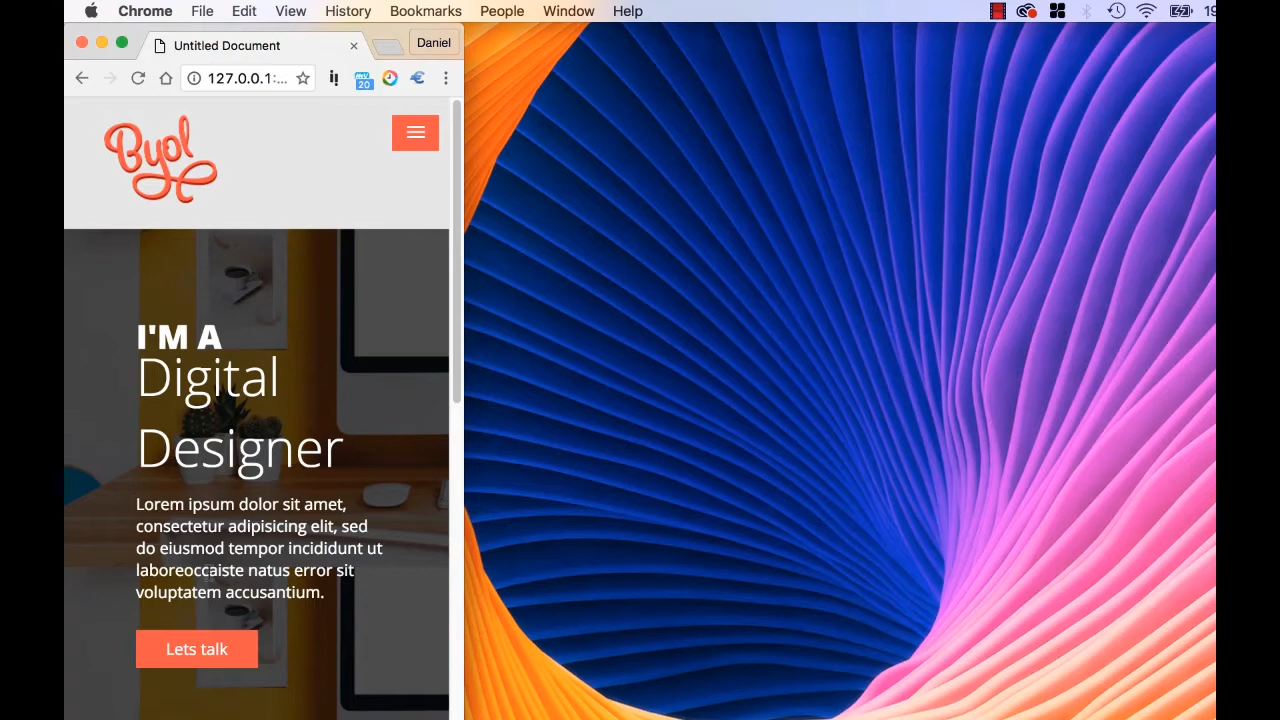 Chrome File Edit View History Bookmarks People Window Help 19
Untitled Document Daniel
127.0.0.1:... 20
Byol
I'M A
Digital
Designer
Lorem ipsum dolor sit amet,
consectetur adipisicing elit, sed
do eiusmod tempor incididunt ut
laboreoccaiste natus error sit
voluptatem accusantium.
Lets talk